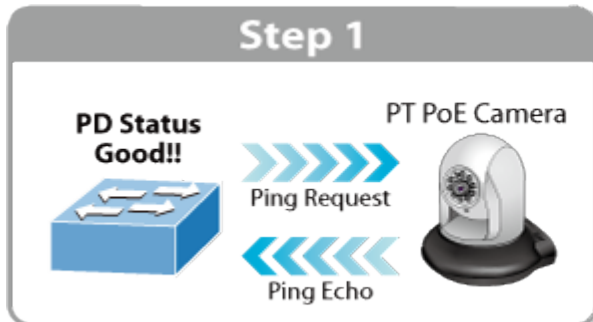 Step 1
PD Status
Good!!
PT PoE Camera
Ping Request
Ping Echo